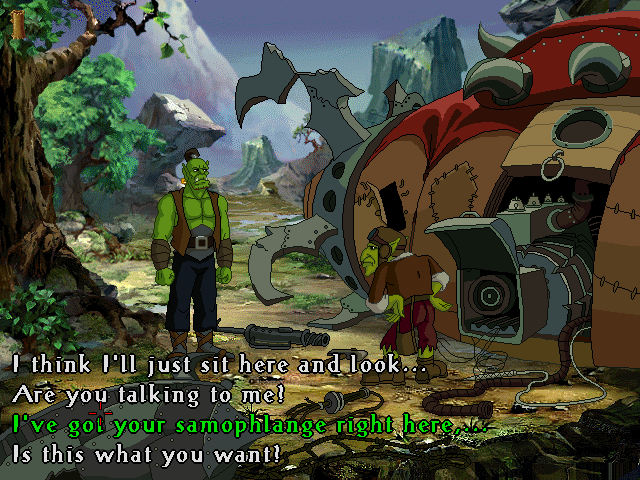 I think I'll just sit here and look...
Are you talking to me?
I've got your samophlange right here....
Is this what you want?